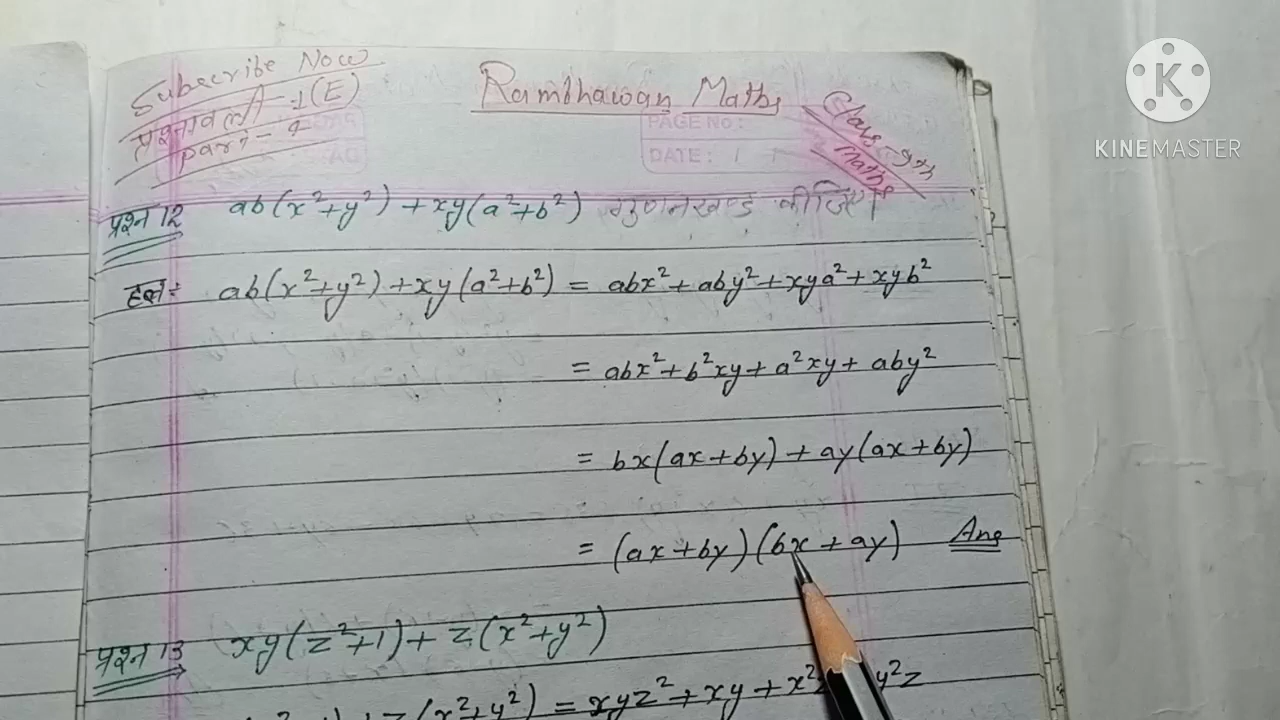 Subscribe Now
प्रश्नावली - 1(E)
Part - 4
Ramdhawan Maths
Class - 9th
Maths
PAGE NO:
DATE: / /
K
KINEMASTER
प्रश्न 12 ab(x²+y²) + xy(a²+b²) गुणनखण्ड कीजिए।
हल:- ab(x²+y²) + xy(a²+b²) = abx² + aby² + xya² + xyb²
= abx² + b²xy + a²xy + aby²
= bx(ax+by) + ay(ax+by)
= (ax+by)(bx+ay) Ans
प्रश्न 13 xy(z²+1) + z(x²+y²)
z(x²+y²) = xyz² + xy + x² y²z